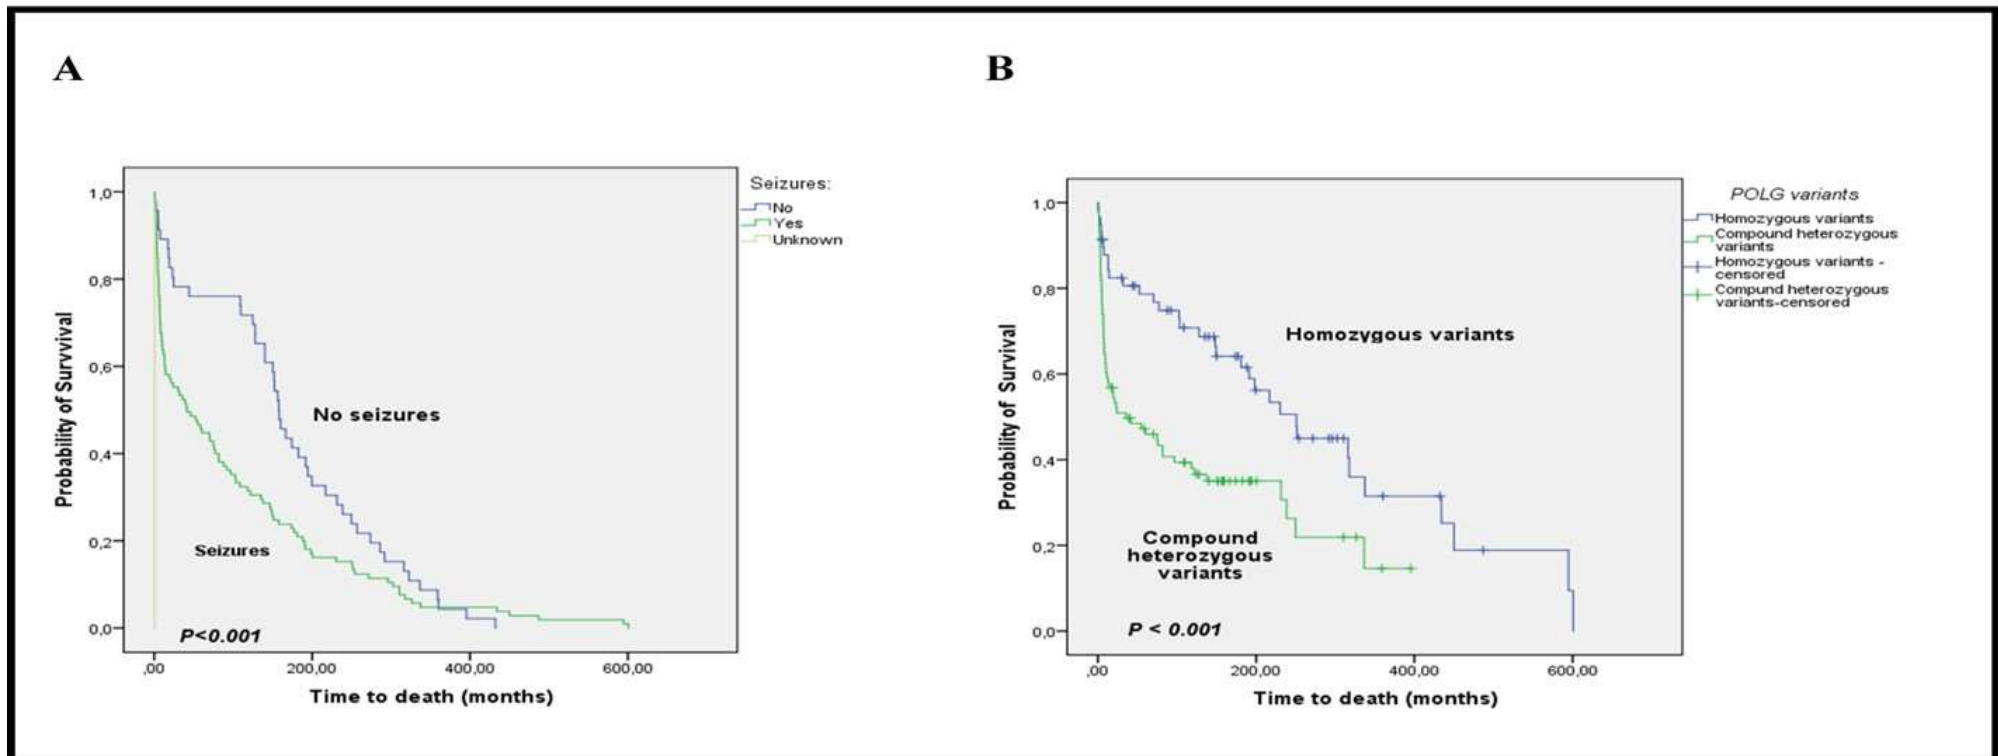 A
Probability of Survvival
1,0
0,8
0,6
0,4
0,2
0,0
,00
200,00
400,00
600,00
Time to death (months)
No seizures
Seizures
P<0.001
Seizures:
No
Yes
Unknown
B
Probability of Survival
1,0
0,8
0,6
0,4
0,2
0,0
,00
200,00
400,00
600,00
Time to death (months)
Homozygous variants
Compound
heterozygous
variants
P < 0.001
POLG variants
Homozygous variants
Compound heterozygous
variants
Homozygous variants -
censored
Compund heterozygous
variants-censored